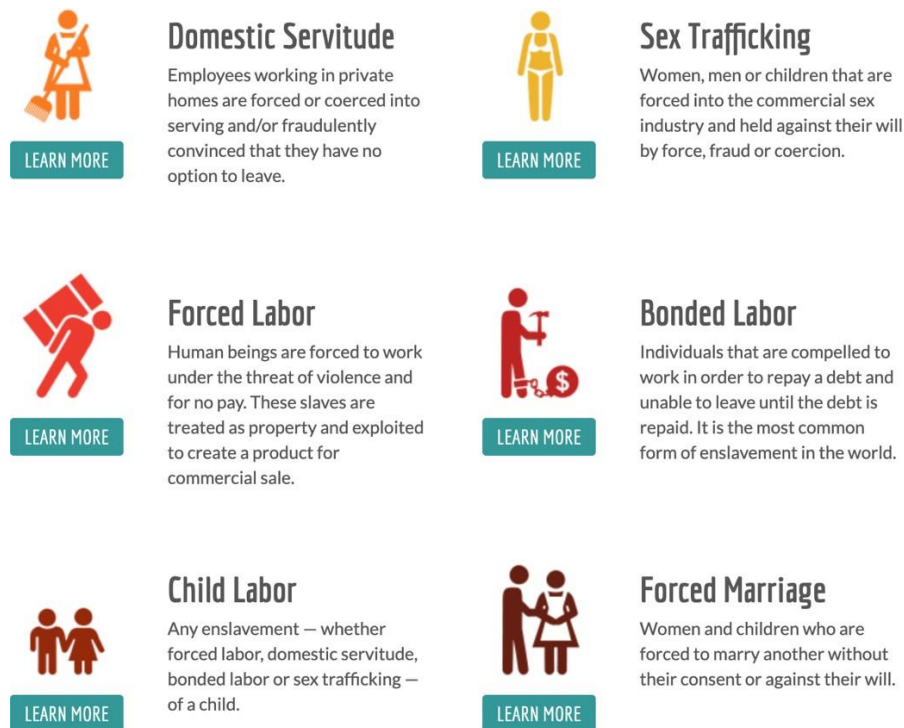 Domestic Servitude
Employees working in private
homes are forced or coerced into
serving and/or fraudulently
convinced that they have no
option to leave.
LEARN MORE
Sex Trafficking
Women, men or children that are
forced into the commercial sex
industry and held against their will
by force, fraud or coercion.
LEARN MORE
Forced Labor
Human beings are forced to work
under the threat of violence and
for no pay. These slaves are
treated as property and exploited
to create a product for
commercial sale.
LEARN MORE
Bonded Labor
Individuals that are compelled to
work in order to repay a debt and
unable to leave until the debt is
repaid. It is the most common
form of enslavement in the world.
$
LEARN MORE
Child Labor
Any enslavement — whether
forced labor, domestic servitude,
bonded labor or sex trafficking —
of a child.
LEARN MORE
Forced Marriage
Women and children who are
forced to marry another without
their consent or against their will.
LEARN MORE